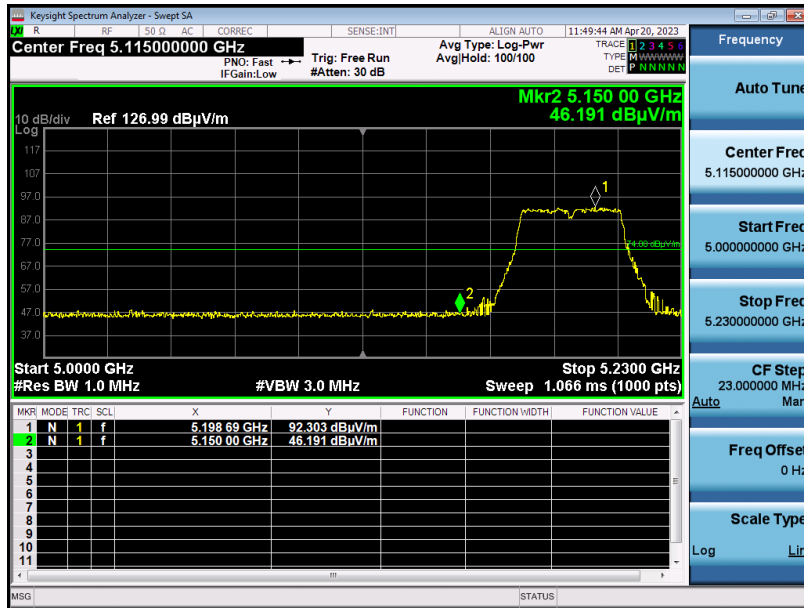 Keysight Spectrum Analyzer - Swept SA
LXI R RF 50 Ω AC CORREC SENSE:INT ALIGN AUTO 11:49:44 AM Apr 20, 2023
Center Freq 5.115000000 GHz
PNO: Fast
IFGain:Low
Trig: Free Run
#Atten: 30 dB
Avg Type: Log-Pwr
Avg|Hold: 100/100
TRACE 1 2 3 4 5 6
TYPE M W W W W W
DET P N N N N N
Mkr2 5.150 00 GHz
46.191 dBµV/m
10 dB/div Ref 126.99 dBµV/m
Log
117
107
97.0
87.0
77.0
67.0
57.0
47.0
37.0
1
74.00 dBµV/m
2
Start 5.0000 GHz Stop 5.2300 GHz
#Res BW 1.0 MHz #VBW 3.0 MHz Sweep 1.066 ms (1000 pts)
MKR MODE TRC SCL X Y FUNCTION FUNCTION WIDTH FUNCTION VALUE
1 N 1 f 5.198 69 GHz 92.303 dBµV/m
2 N 1 f 5.150 00 GHz 46.191 dBµV/m
3
4
5
6
7
8
9
10
11
MSG STATUS
Frequency
Auto Tune
Center Freq
5.115000000 GHz
Start Freq
5.000000000 GHz
Stop Freq
5.230000000 GHz
CF Step
23.000000 MHz
Auto Man
Freq Offset
0 Hz
Scale Type
Log Lin